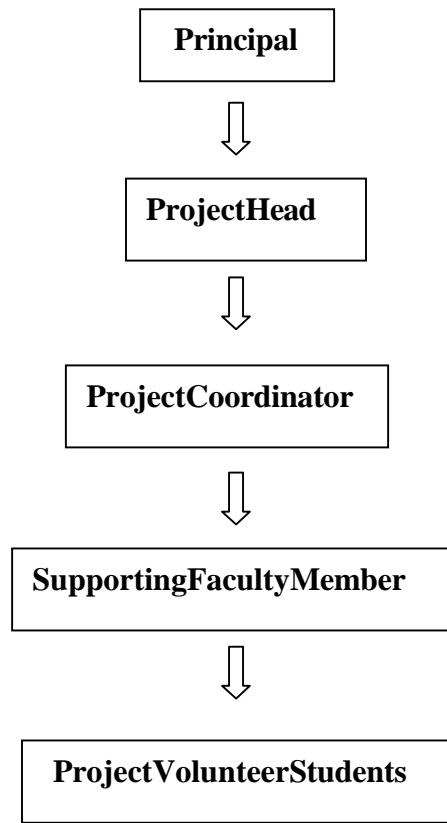 Principal
ProjectHead
ProjectCoordinator
SupportingFacultyMember
ProjectVolunteerStudents